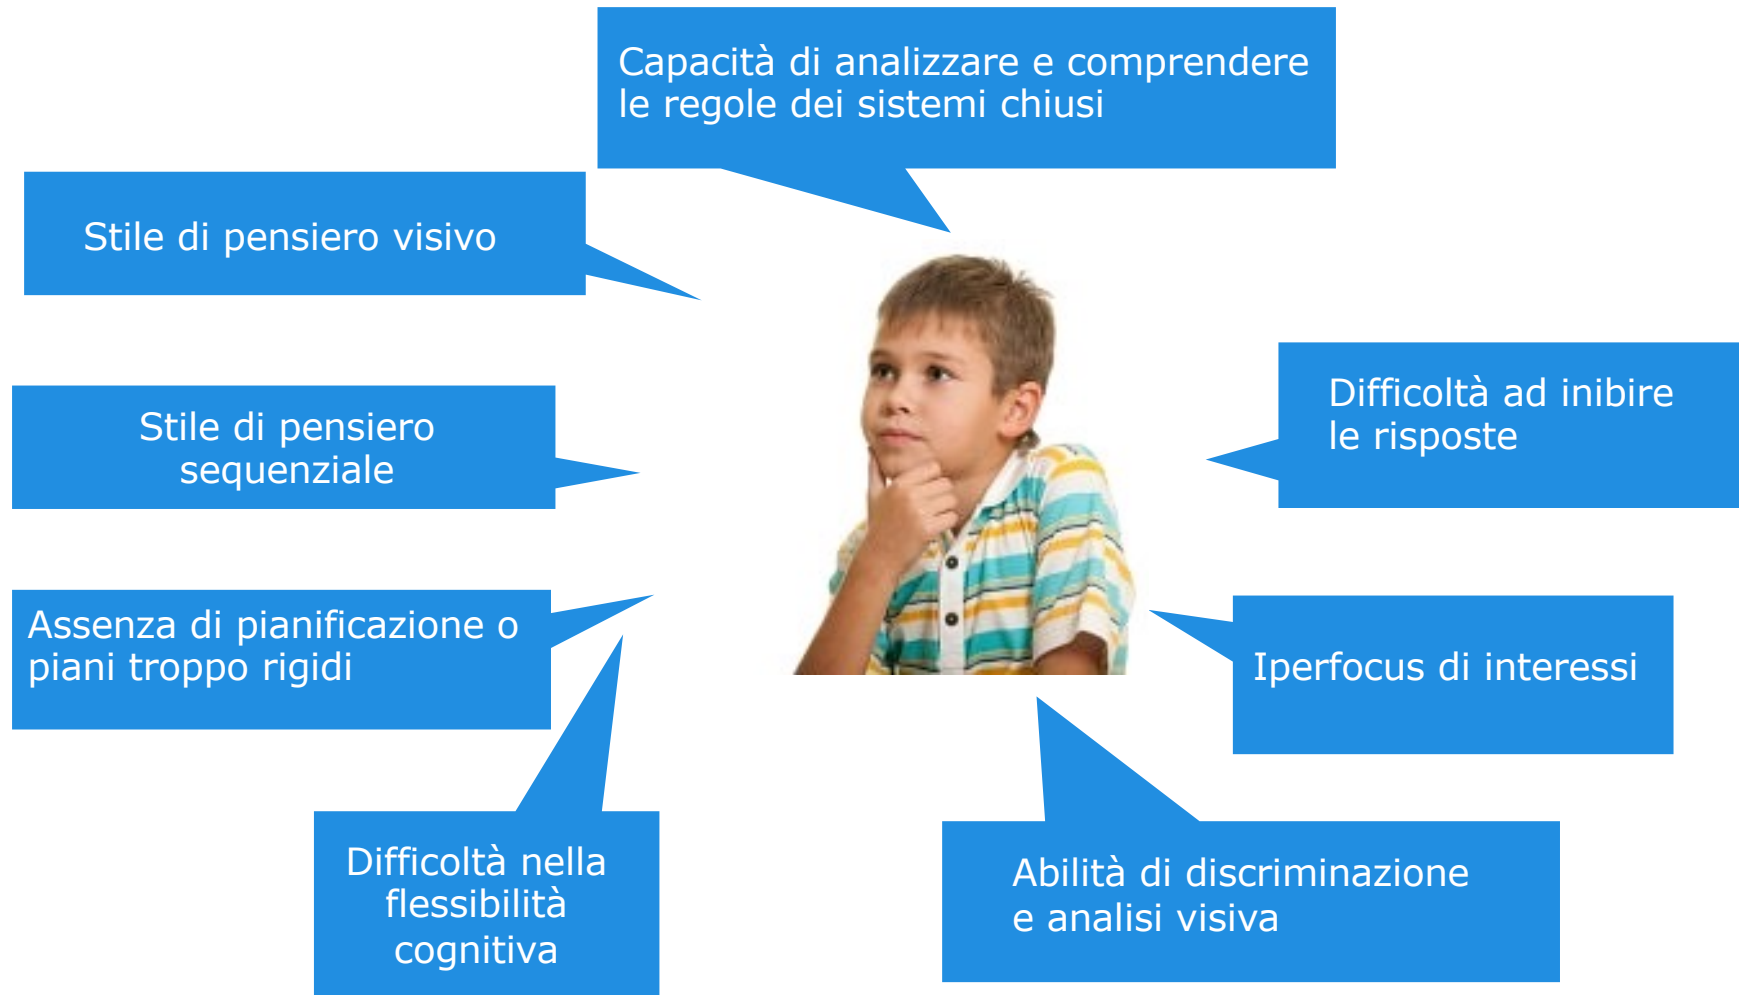 Capacità di analizzare e comprendere
le regole dei sistemi chiusi
Stile di pensiero visivo
Stile di pensiero
sequenziale
Difficoltà ad inibire
le risposte
Assenza di pianificazione o
piani troppo rigidi
Iperfocus di interessi
Difficoltà nella
flessibilità
cognitiva
Abilità di discriminazione
e analisi visiva